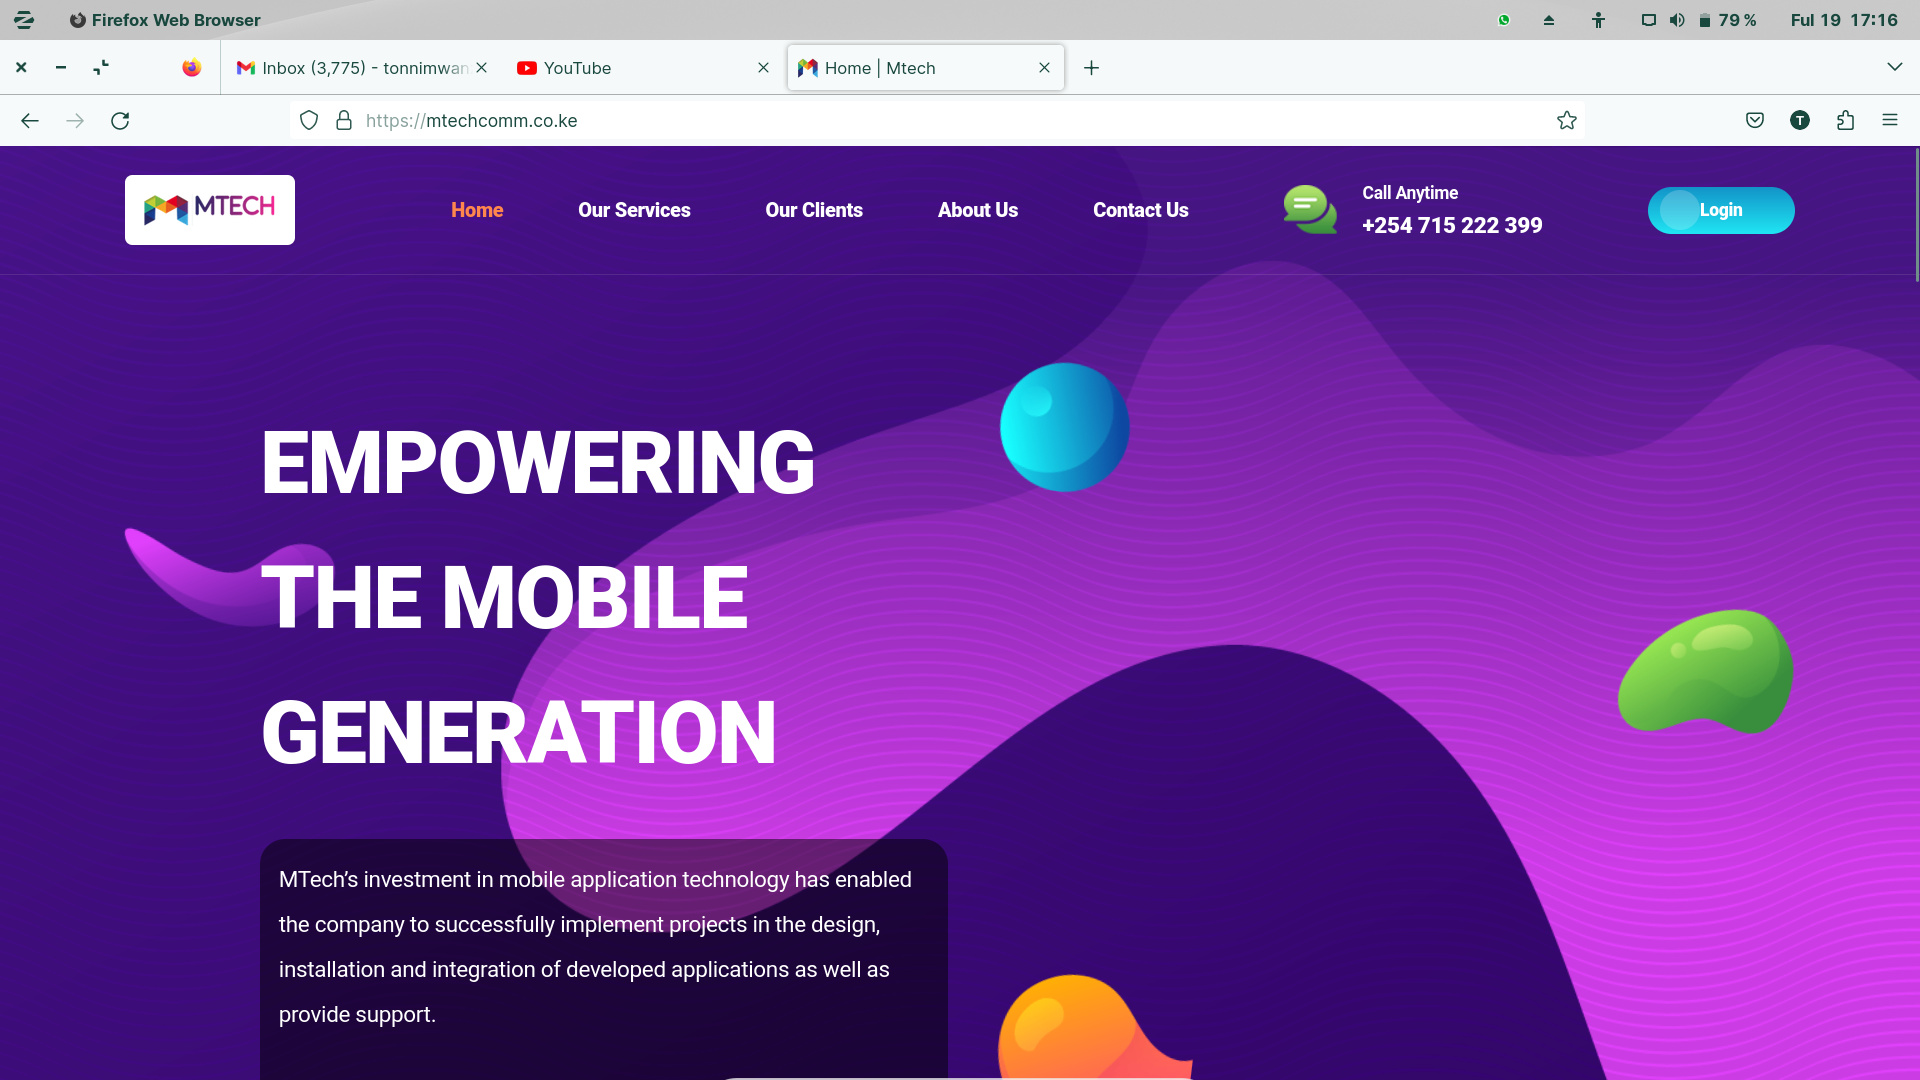 Firefox Web Browser
79 %
Ful 19 17:16
Inbox (3,775) - tonnimwan
YouTube
Home | Mtech
https://mtechcomm.co.ke
T
MTECH
Home
Our Services
Our Clients
About Us
Contact Us
Call Anytime
+254 715 222 399
Login
EMPOWERING
THE MOBILE
GENERATION
MTech’s investment in mobile application technology has enabled
the company to successfully implement projects in the design,
installation and integration of developed applications as well as
provide support.